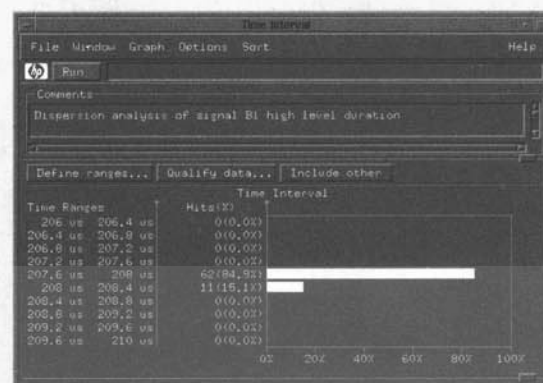 Time Interval
File Window Graph Options Sort Help
hp Run
Comments
Dispersion analysis of signal B1 high level duration
Define ranges... Qualify data... Include other
Time Interval
Time Ranges Hits(%)
206 us 206.4 us 0(0.0%)
206.4 us 206.8 us 0(0.0%)
206.8 us 207.2 us 0(0.0%)
207.2 us 207.6 us 0(0.0%)
207.6 us 208 us 62(84.9%)
208 us 208.4 us 11(15.1%)
208.4 us 208.8 us 0(0.0%)
208.8 us 209.2 us 0(0.0%)
209.2 us 209.6 us 0(0.0%)
209.6 us 210 us 0(0.0%)
0% 20% 40% 60% 80% 100%